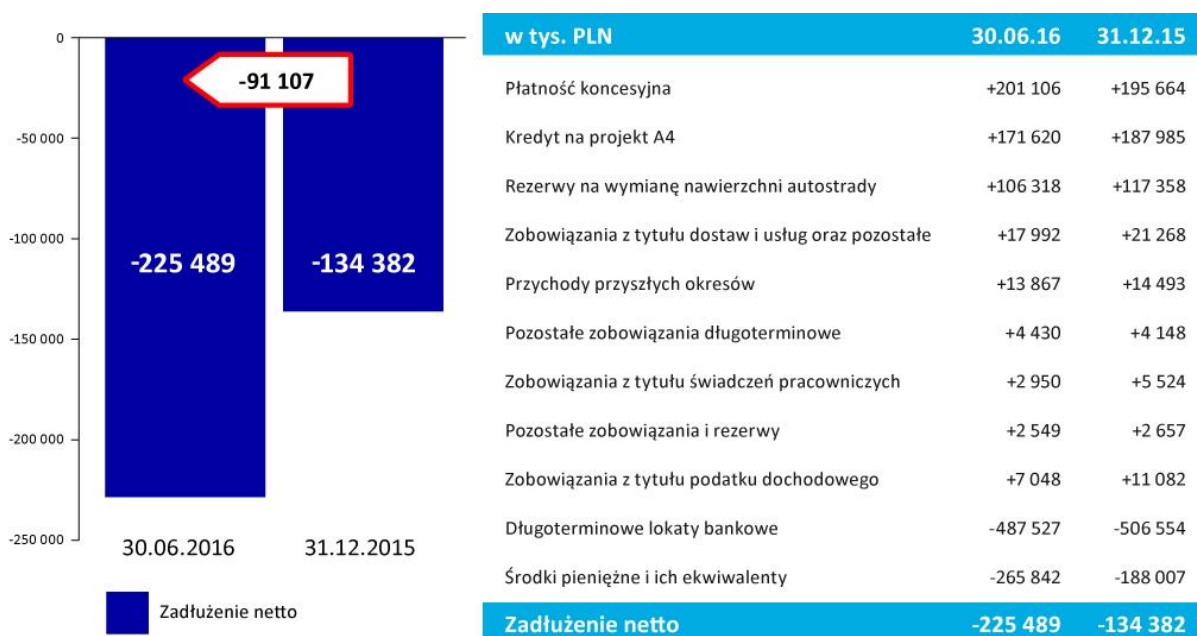 0
-50 000
-100 000
-150 000
-200 000
-250 000
-91 107
-225 489
-134 382
30.06.2016
31.12.2015
Zadłużenie netto
w tys. PLN 30.06.16 31.12.15
Płatność koncesyjna +201 106 +195 664
Kredyt na projekt A4 +171 620 +187 985
Rezerwy na wymianę nawierzchni autostrady +106 318 +117 358
Zobowiązania z tytułu dostaw i usług oraz pozostałe +17 992 +21 268
Przychody przyszłych okresów +13 867 +14 493
Pozostałe zobowiązania długoterminowe +4 430 +4 148
Zobowiązania z tytułu świadczeń pracowniczych +2 950 +5 524
Pozostałe zobowiązania i rezerwy +2 549 +2 657
Zobowiązania z tytułu podatku dochodowego +7 048 +11 082
Długoterminowe lokaty bankowe -487 527 -506 554
Środki pieniężne i ich ekwiwalenty -265 842 -188 007
Zadłużenie netto -225 489 -134 382